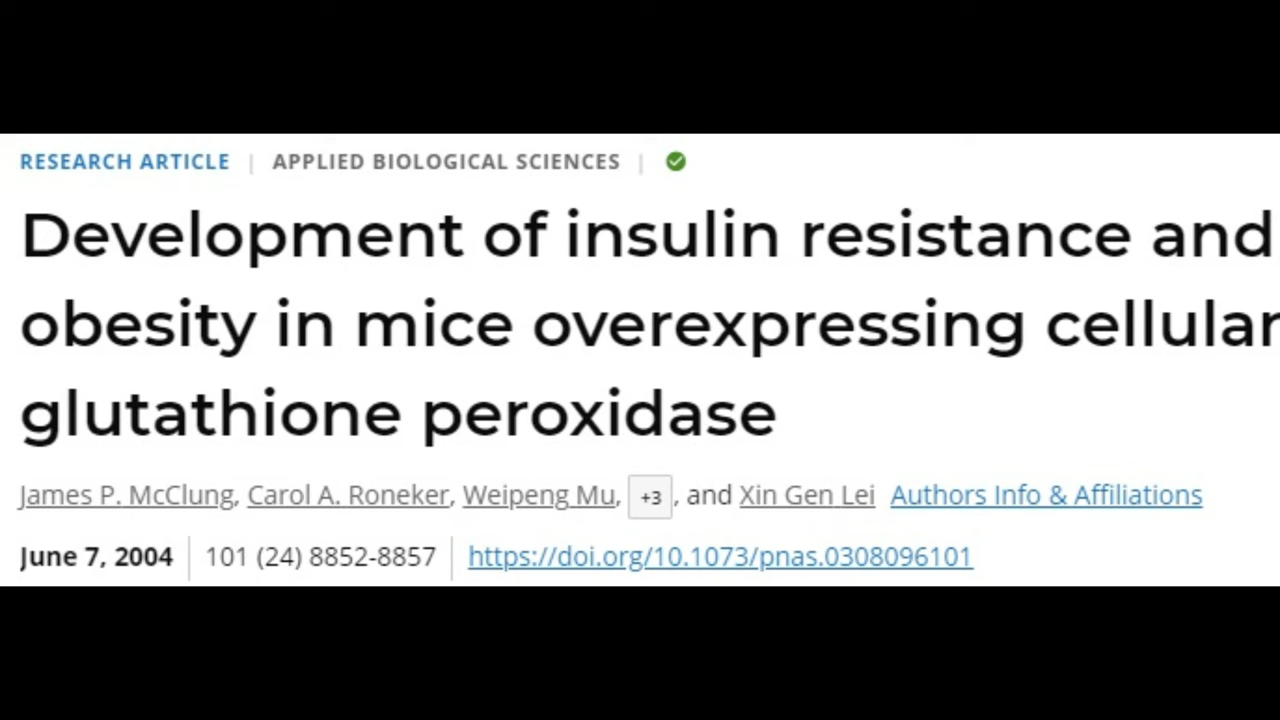 RESEARCH ARTICLE | APPLIED BIOLOGICAL SCIENCES |
Development of insulin resistance and
obesity in mice overexpressing cellular
glutathione peroxidase
James P. McClung, Carol A. Roneker, Weipeng Mu, +3 , and Xin Gen Lei Authors Info & Affiliations
June 7, 2004 | 101 (24) 8852-8857 | https://doi.org/10.1073/pnas.0308096101